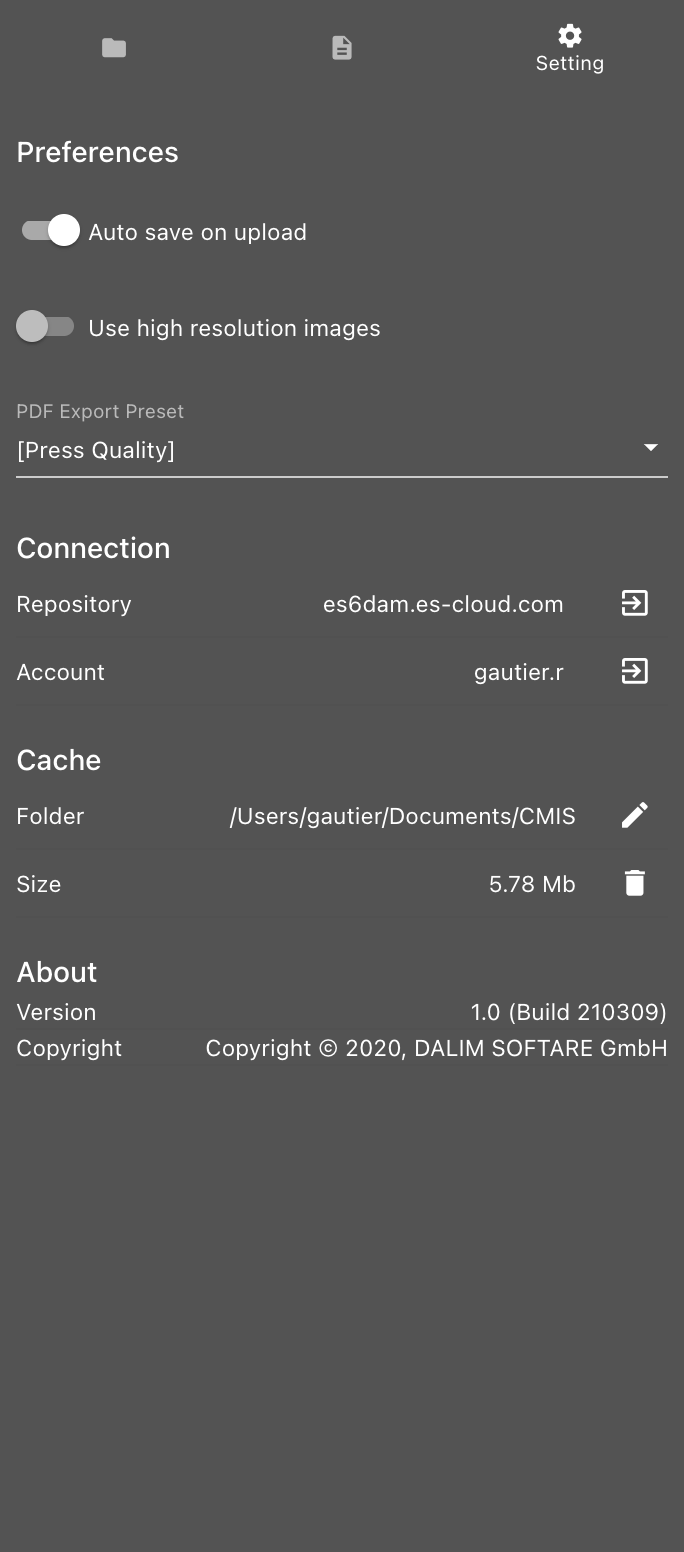 Setting
Preferences
Auto save on upload
Use high resolution images
PDF Export Preset
[Press Quality]
Connection
Repository es6dam.es-cloud.com
Account gautier.r
Cache
Folder /Users/gautier/Documents/CMIS
Size 5.78 Mb
About
Version 1.0 (Build 210309)
Copyright Copyright © 2020, DALIM SOFTARE GmbH